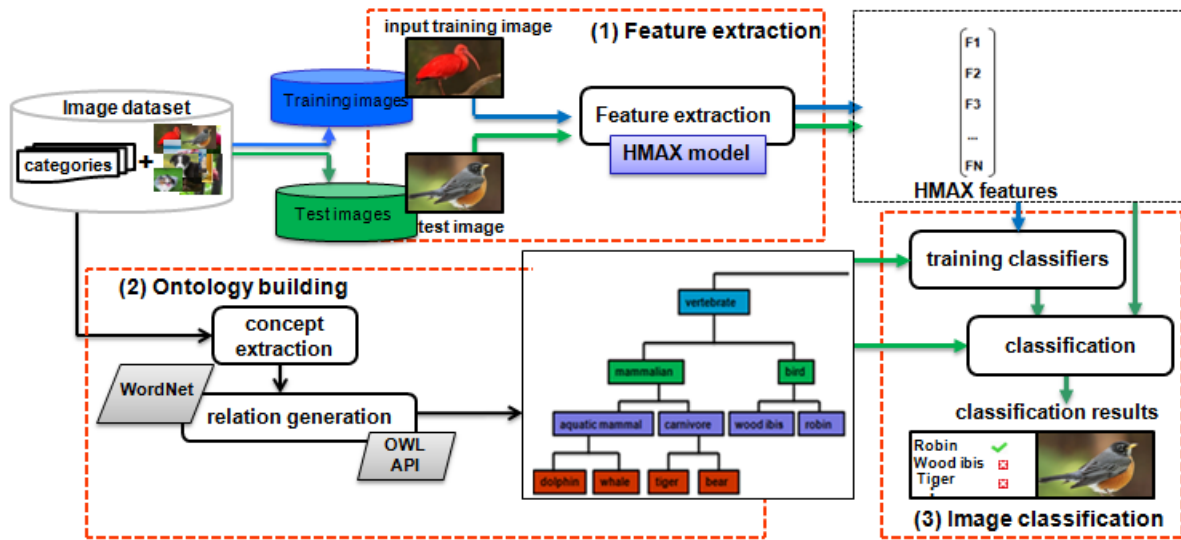 input training image
(1) Feature extraction
Image dataset
categories
+
Training images
Test images
test image
Feature extraction
HMAX model
F1
F2
F3
....
FN
HMAX features
(2) Ontology building
concept
extraction
WordNet
relation generation
OWL
API
vertebrate
mammalian
bird
aquatic mammal
carnivore
wood ibis
robin
dolphin
whale
tiger
bear
training classifiers
classification
classification results
Robin
Wood ibis
Tiger
(3) Image classification